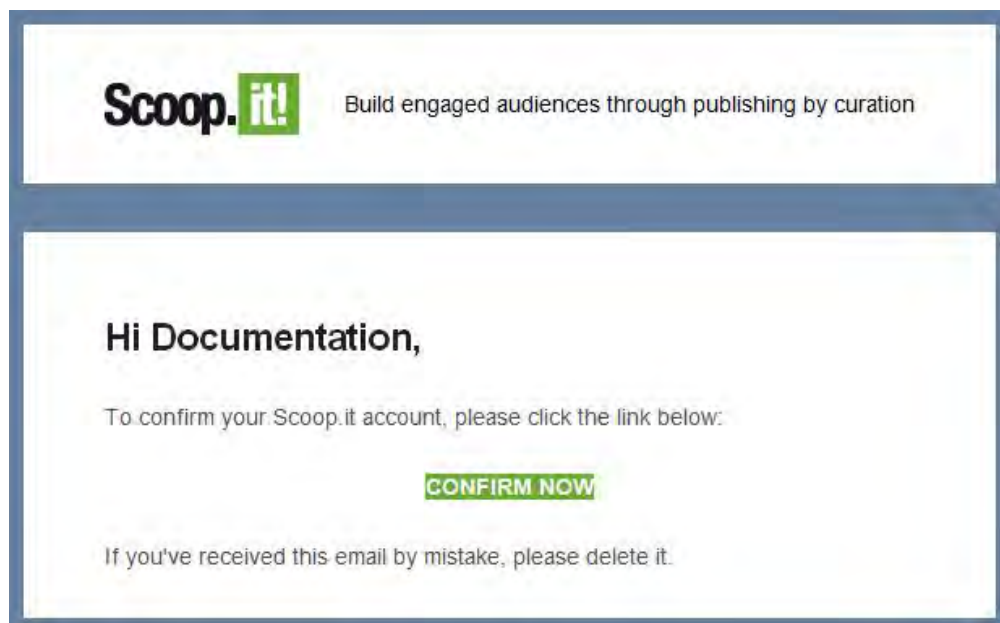 Scoop.it!
Build engaged audiences through publishing by curation
Hi Documentation,
To confirm your Scoop.it account, please click the link below:
CONFIRM NOW
If you've received this email by mistake, please delete it.